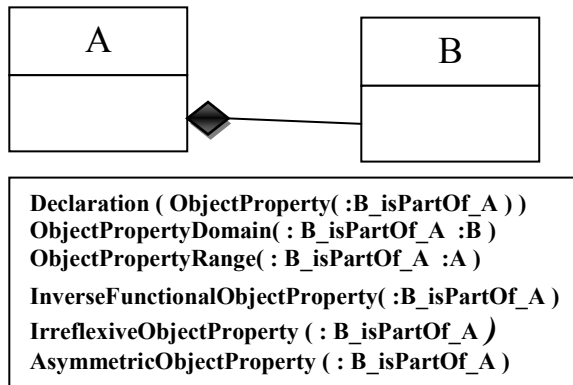 A
B
Declaration ( ObjectProperty( :B_isPartOf_A ) )
ObjectPropertyDomain( : B_isPartOf_A :B )
ObjectPropertyRange( : B_isPartOf_A :A )
InverseFunctionalObjectProperty( :B_isPartOf_A )
IrreflexiveObjectProperty ( : B_isPartOf_A )
AsymmetricObjectProperty ( : B_isPartOf_A )